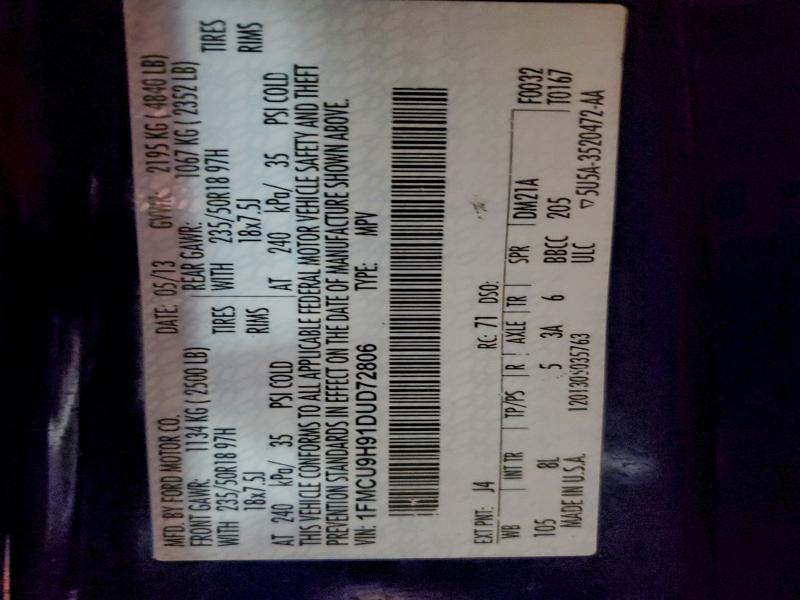 MFD. BY FORD MOTOR CO. DATE: 05/13 GVWR: 2195 KG ( 4840 LB)
FRONT GAWR: 1134 KG ( 2500 LB) REAR GAWR: 1067 KG ( 2352 LB)
WITH 235/50R18 97H TIRES WITH 235/50R18 97H TIRES
18x7.5J RIMS 18x7.5J RIMS
AT 240 kPa/ 35 PSI COLD AT 240 kPa/ 35 PSI COLD
THIS VEHICLE CONFORMS TO ALL APPLICABLE FEDERAL MOTOR VEHICLE SAFETY AND THEFT
PREVENTION STANDARDS IN EFFECT ON THE DATE OF MANUFACTURE SHOWN ABOVE.
VIN: 1FMCU9H91DUD72806 TYPE: MPV
EXT PNT: J4 RC: 71 DSO:
WB INT TR TP/PS R AXLE TR SPR DM21A F0032
105 8L 5 3A 6 BBCC 205 T0167
MADE IN U.S.A. ULC ▽5U5A-3520472-AA